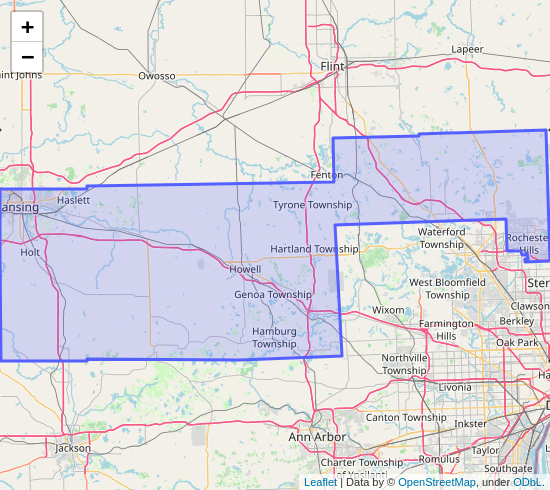 +
−
Lapeer
Flint
int Johns
Owosso
Fenton
Haslett
ansing
Tyrone Township
Waterford
Township
Rochester
Hills
Holt
Hartland Township
Howell
West Bloomfield
Township
Ster
Genoa Township
Wixom
Clawson
Berkley
Farmington
Hills
Hamburg
Township
Oak Park
Northville
Township
Livonia
Ha
D
Canton Township
Inkster
Jackson
Ann Arbor
Taylor
Romulus
L
Charter Township
of Ypsilanti
Southgate
Leaflet | Data by © OpenStreetMap, under ODbL.